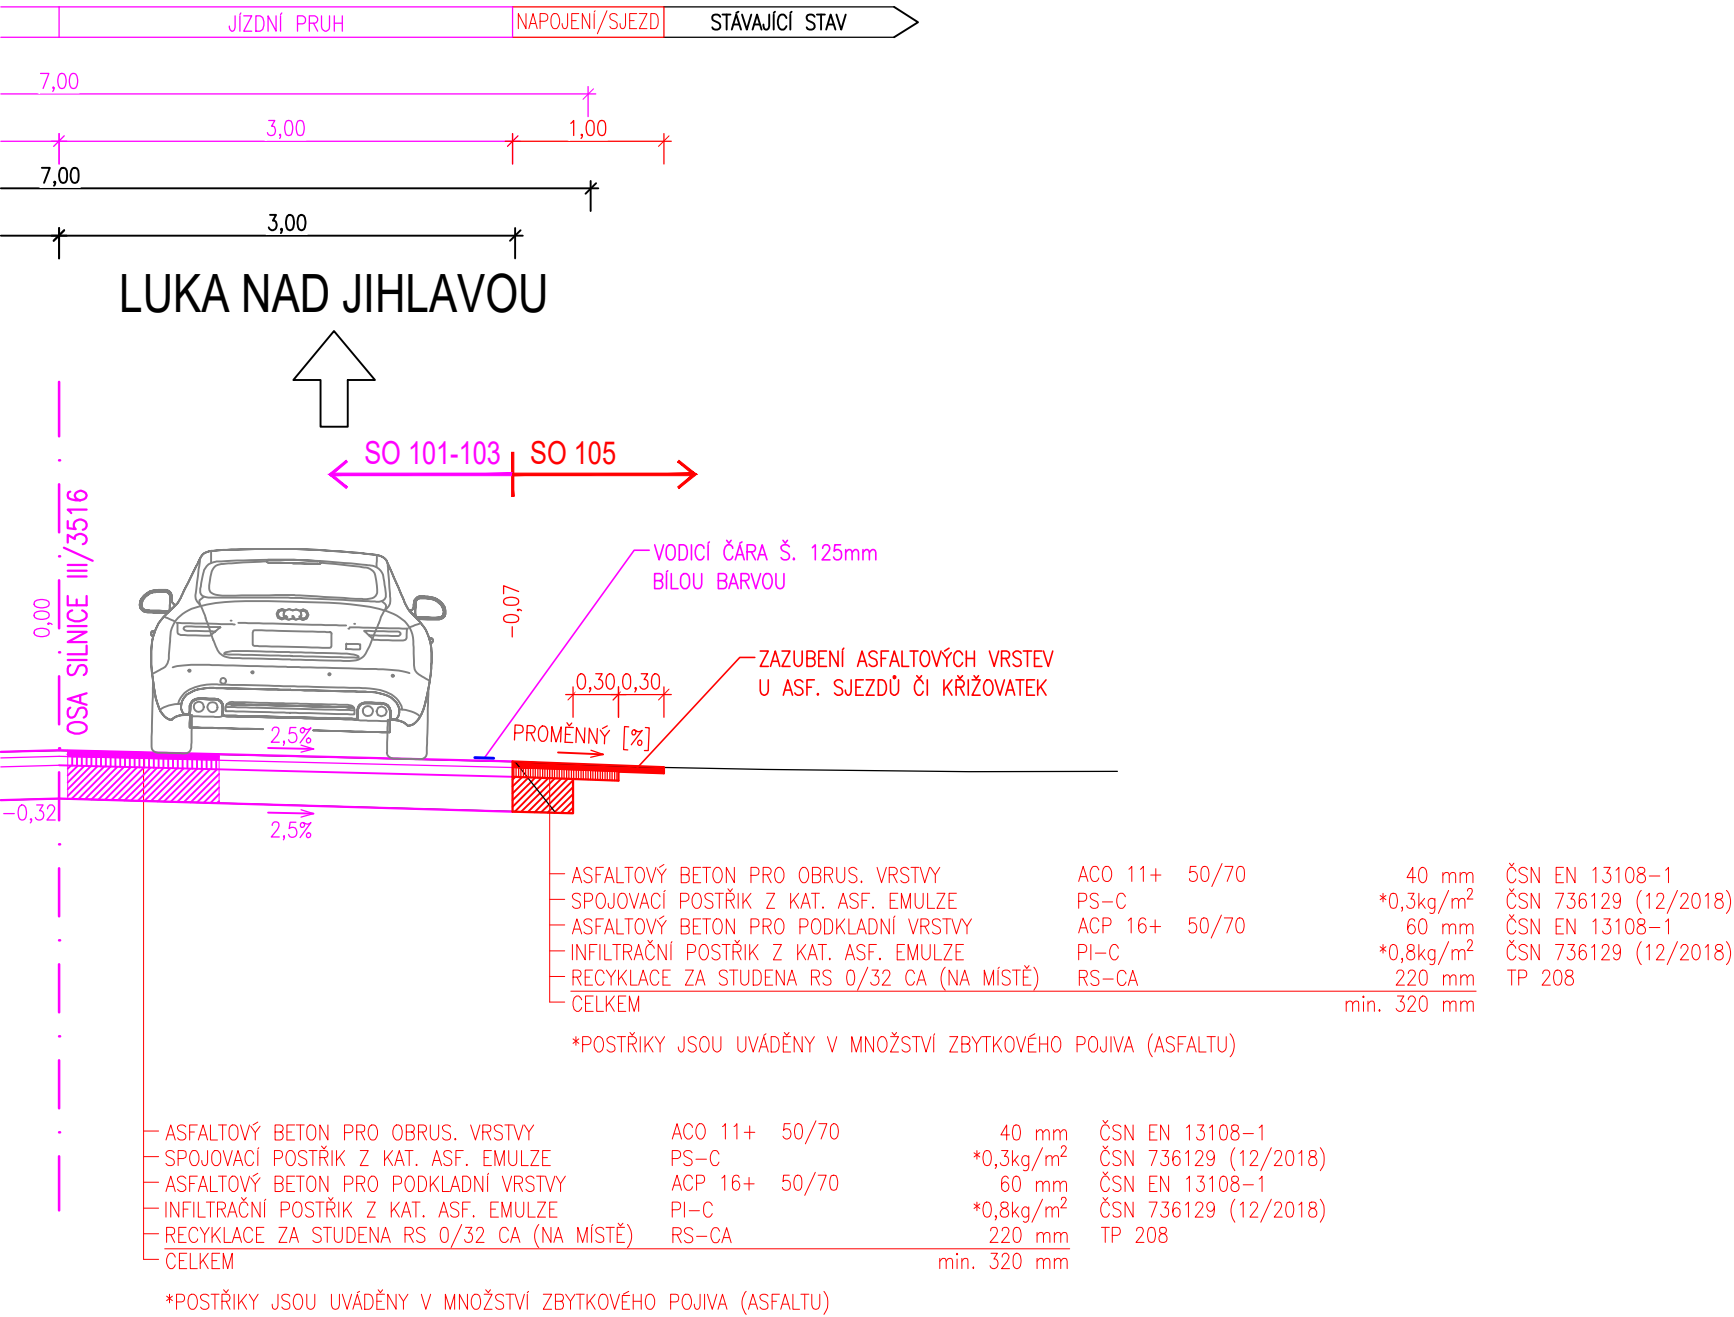 JÍZDNÍ PRUH NAPOJENÍ/SJEZD STÁVAJÍCÍ STAV
7,00
3,00 1,00
7,00
3,00
LUKA NAD JIHLAVOU
SO 101-103 SO 105
OSA SILNICE III/3516
0,00
-0,07
VODICÍ ČÁRA Š. 125mm
BÍLOU BARVOU
ZAZUBENÍ ASFALTOVÝCH VRSTEV
U ASF. SJEZDŮ ČI KŘIŽOVATEK
0,30 0,30
PROMĚNNÝ [%]
2,5%
-0,32
2,5%
ASFALTOVÝ BETON PRO OBRUS. VRSTVY ACO 11+ 50/70 40 mm ČSN EN 13108-1
SPOJOVACÍ POSTŘIK Z KAT. ASF. EMULZE PS-C *0,3kg/m² ČSN 736129 (12/2018)
ASFALTOVÝ BETON PRO PODKLADNÍ VRSTVY ACP 16+ 50/70 60 mm ČSN EN 13108-1
INFILTRAČNÍ POSTŘIK Z KAT. ASF. EMULZE PI-C *0,8kg/m² ČSN 736129 (12/2018)
RECYKLACE ZA STUDENA RS 0/32 CA (NA MÍSTĚ) RS-CA 220 mm TP 208
CELKEM min. 320 mm
*POSTŘIKY JSOU UVÁDĚNY V MNOŽSTVÍ ZBYTKOVÉHO POJIVA (ASFALTU)
ASFALTOVÝ BETON PRO OBRUS. VRSTVY ACO 11+ 50/70 40 mm ČSN EN 13108-1
SPOJOVACÍ POSTŘIK Z KAT. ASF. EMULZE PS-C *0,3kg/m² ČSN 736129 (12/2018)
ASFALTOVÝ BETON PRO PODKLADNÍ VRSTVY ACP 16+ 50/70 60 mm ČSN EN 13108-1
INFILTRAČNÍ POSTŘIK Z KAT. ASF. EMULZE PI-C *0,8kg/m² ČSN 736129 (12/2018)
RECYKLACE ZA STUDENA RS 0/32 CA (NA MÍSTĚ) RS-CA 220 mm TP 208
CELKEM min. 320 mm
*POSTŘIKY JSOU UVÁDĚNY V MNOŽSTVÍ ZBYTKOVÉHO POJIVA (ASFALTU)